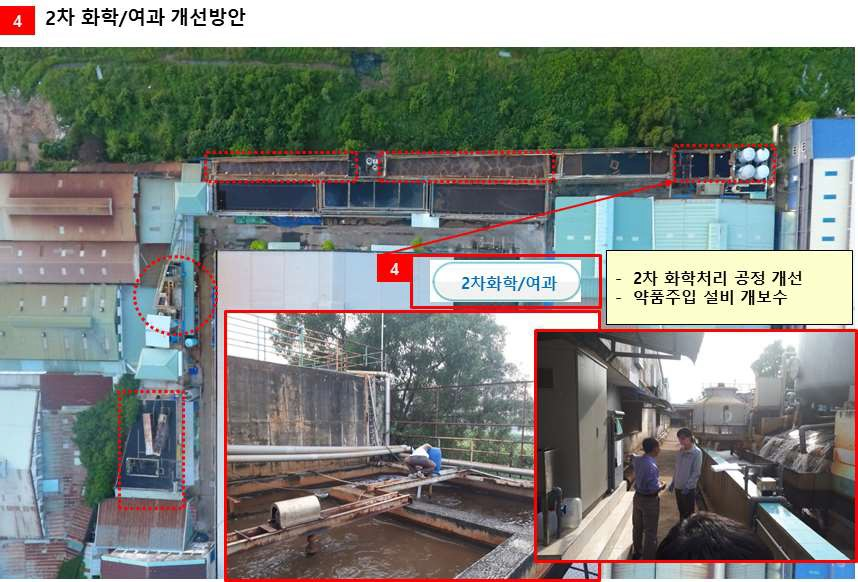 4 2차 화학/여과 개선방안
4
2차화학/여과
- 2차 화학처리 공정 개선
- 약품주입 설비 개보수